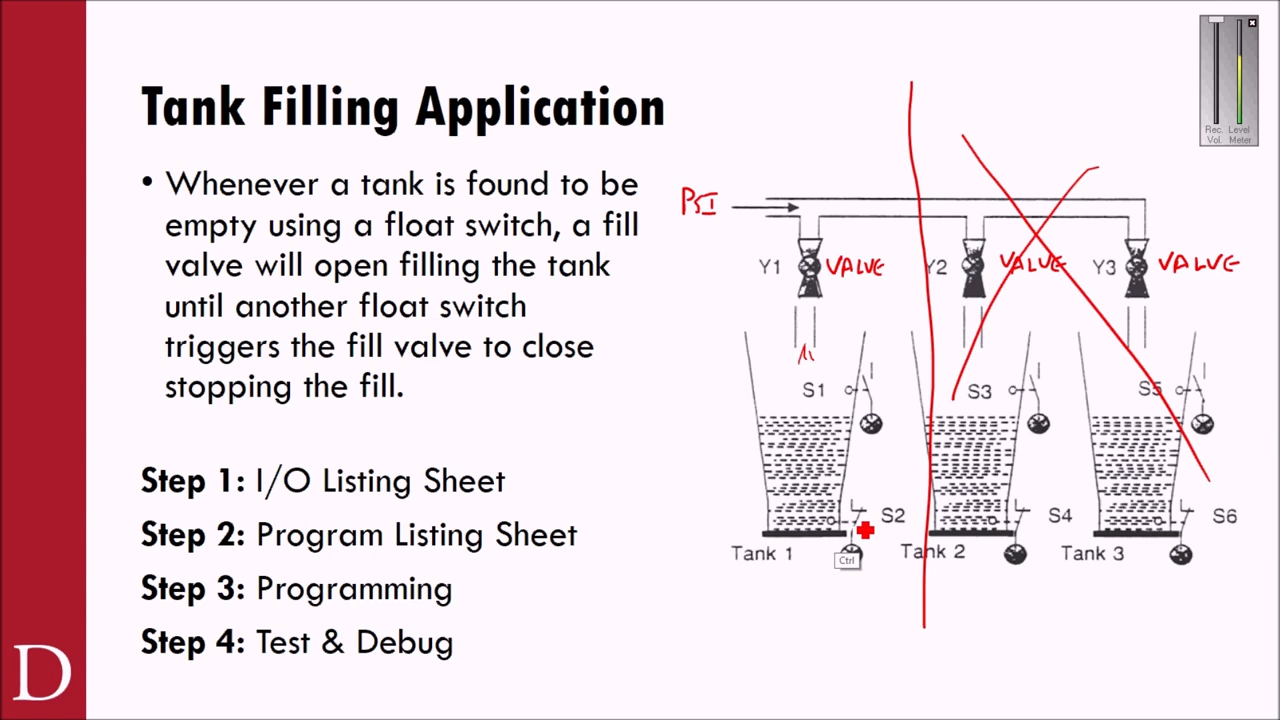 Tank Filling Application
• Whenever a tank is found to be
empty using a float switch, a fill
valve will open filling the tank
until another float switch
triggers the fill valve to close
stopping the fill.
Step 1: I/O Listing Sheet
Step 2: Program Listing Sheet
Step 3: Programming
Step 4: Test & Debug
D
Rec. Level
Vol. Meter
PSI
Y1 VALVE Y2 VALVE Y3 VALVE
S1 S3 S5
S2 S4 S6
Tank 1 Tank 2 Tank 3
Ctrl